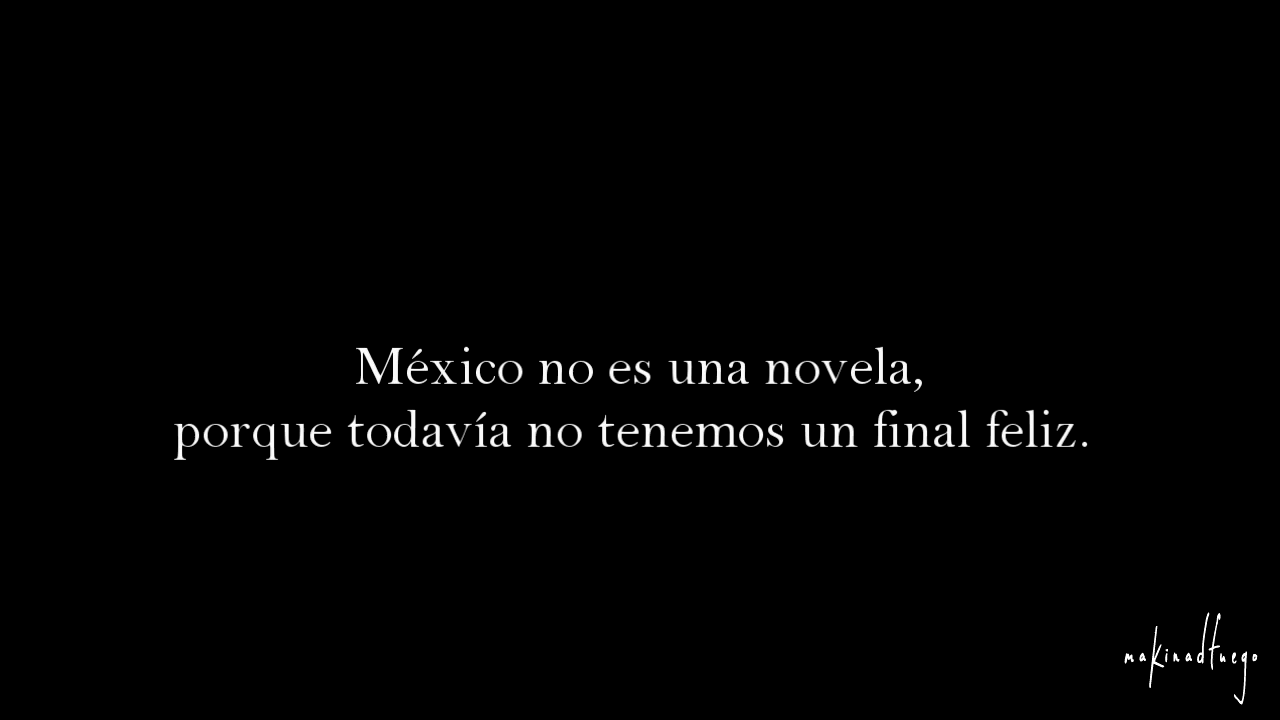 México no es una novela,
porque todavía no tenemos un final feliz.
makinadfuego